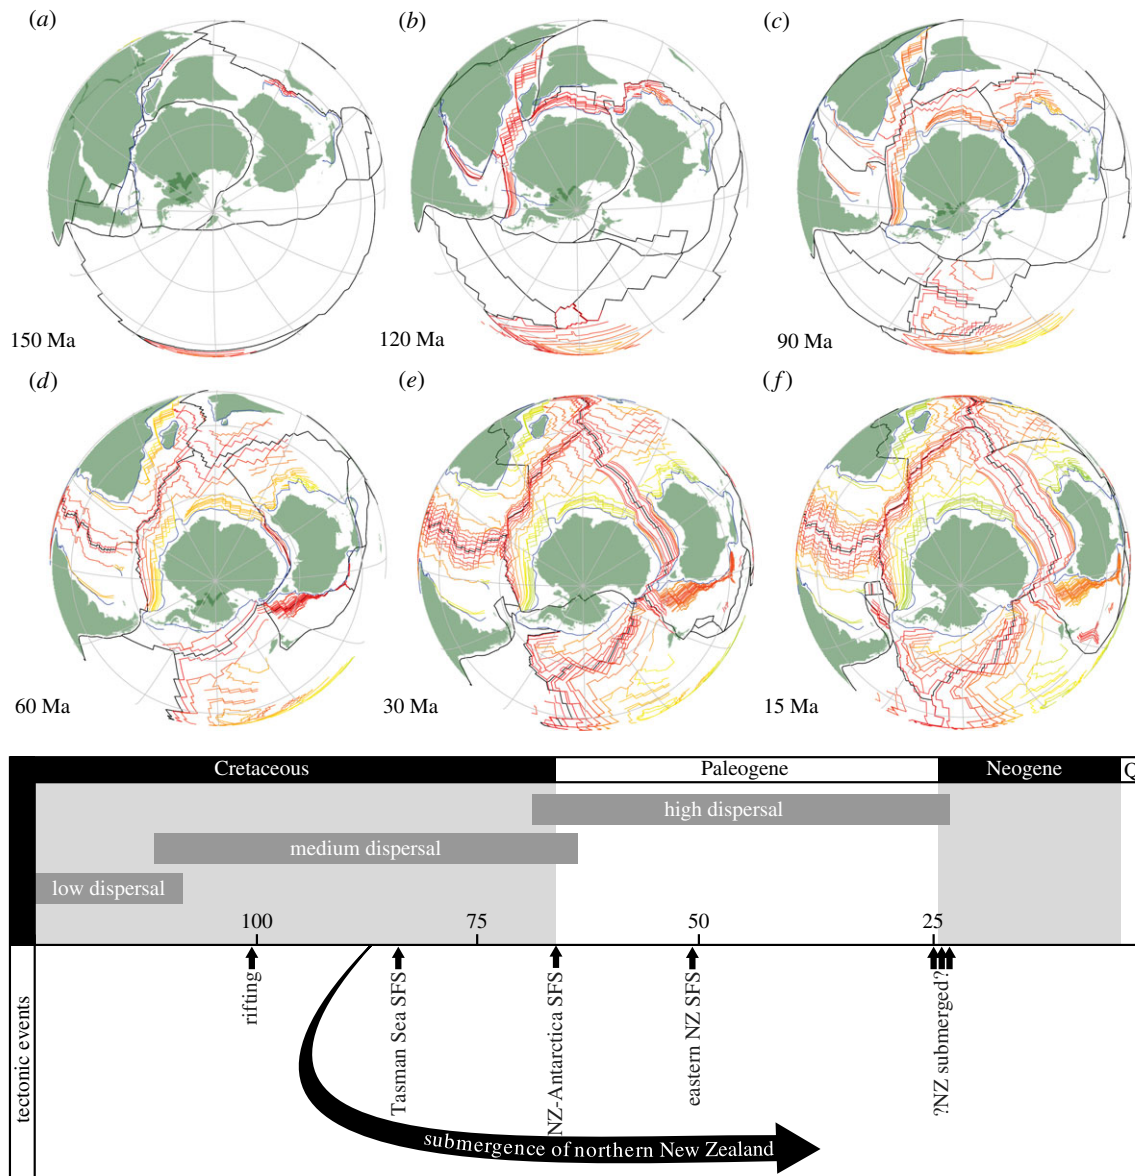 (a)
(b)
(c)
150 Ma
120 Ma
90 Ma
(d)
(e)
(f)
60 Ma
30 Ma
15 Ma
Cretaceous
Paleogene
Neogene
Q
high dispersal
medium dispersal
low dispersal
100
75
50
25
tectonic events
rifting
Tasman Sea SFS
NZ-Antarctica SFS
eastern NZ SFS
?NZ submerged?
submergence of northern New Zealand